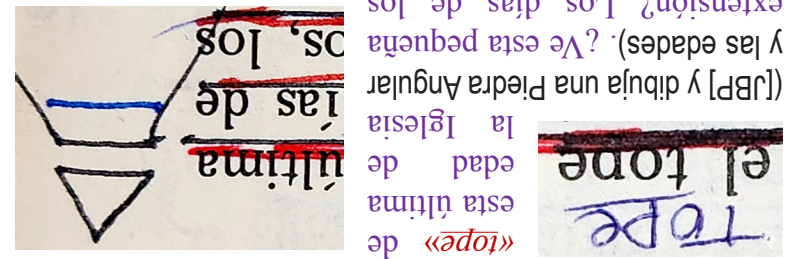 Tope
el tope
«tope» de
esta última
edad de
la Iglesia
([JBP] y dibuja una Piedra Angular
y las edades). ¿Ve esta pequeña
extensión? Los días de los
última
ías de
os, los